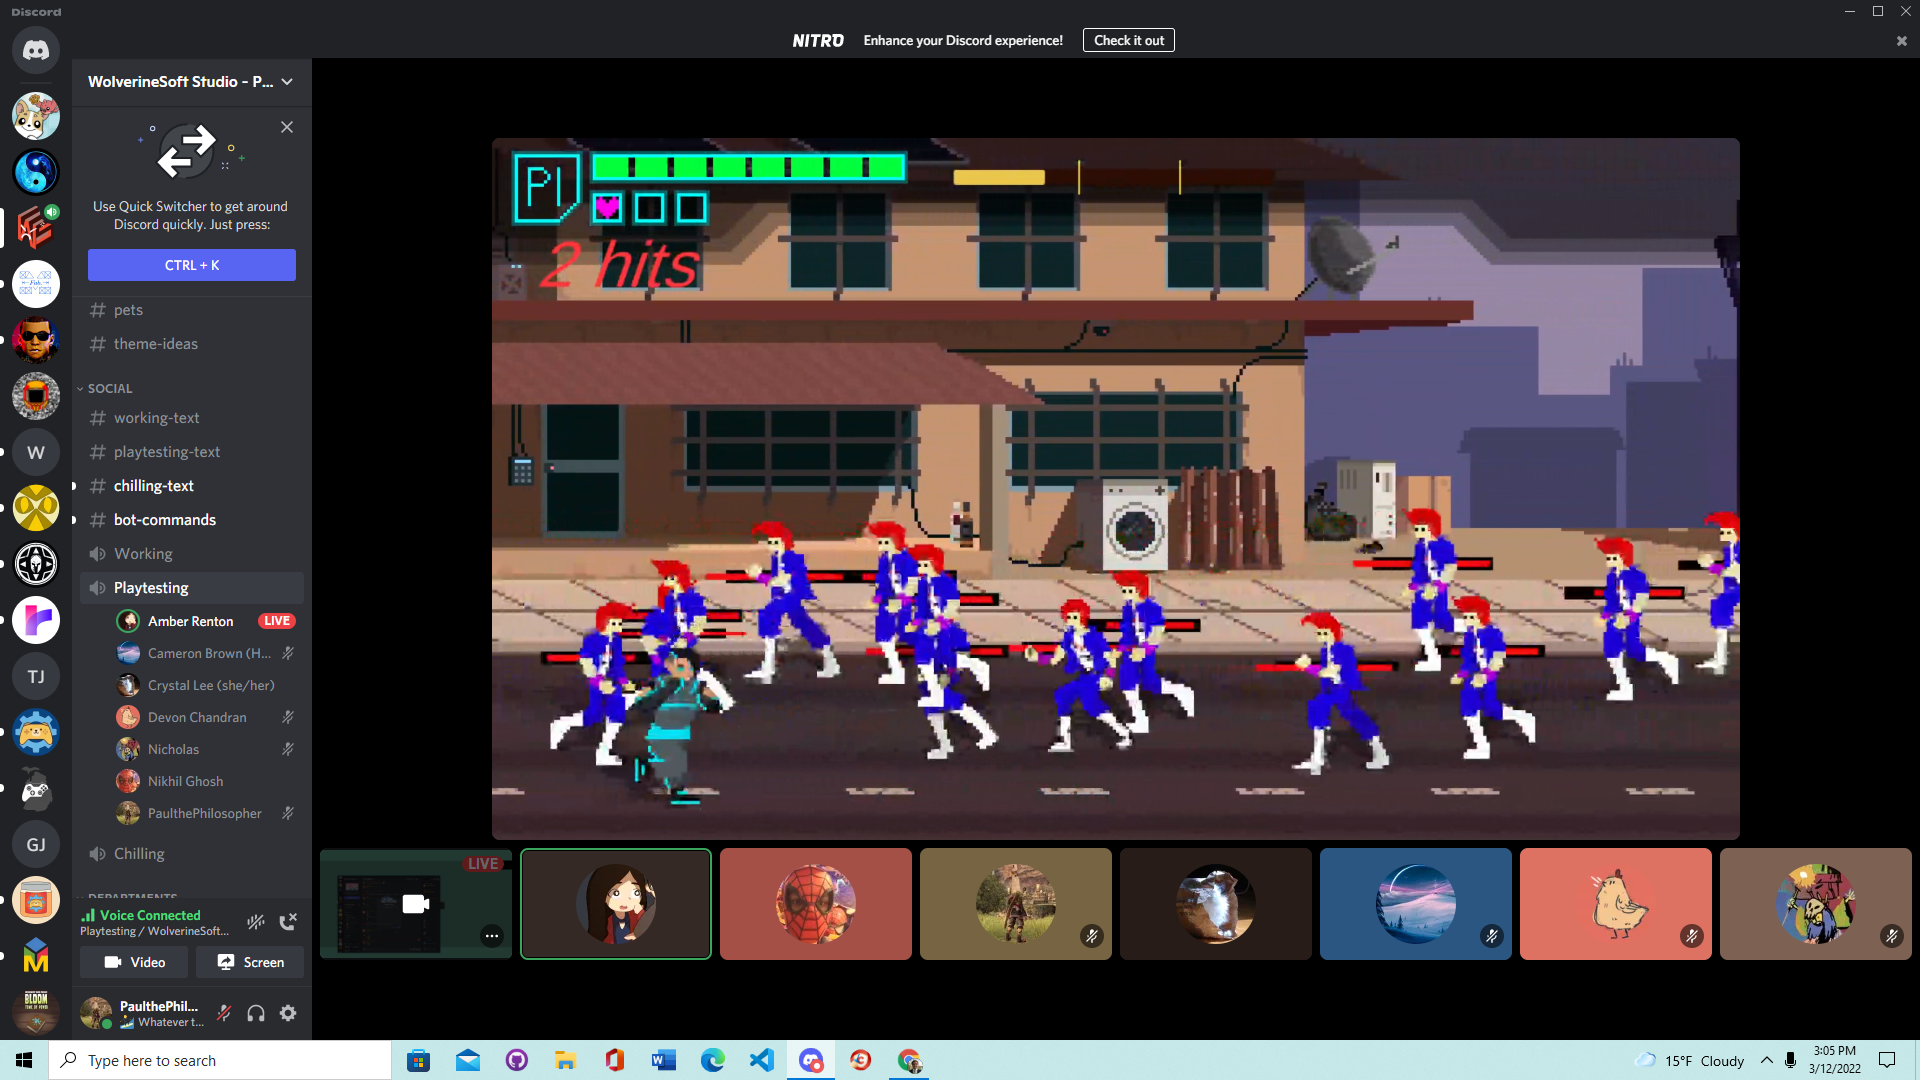 Discord
NITRO Enhance your Discord experience! Check it out
WolverineSoft Studio - P...
Use Quick Switcher to get around
Discord quickly. Just press:
CTRL + K
pets
theme-ideas
SOCIAL
working-text
playtesting-text
chilling-text
bot-commands
Working
Playtesting
Amber Renton LIVE
Cameron Brown (H...
Crystal Lee (she/her)
Devon Chandran
Nicholas
Nikhil Ghosh
PaulthePhilosopher
Chilling
DEPARTMENTS
Voice Connected
Playtesting / WolverineSoft...
Video
Screen
PaulthePhil...
Whatever t...
W
TJ
GJ
M
BLOOM
P1
2 hits
LIVE
Type here to search
15°F Cloudy
3:05 PM
3/12/2022